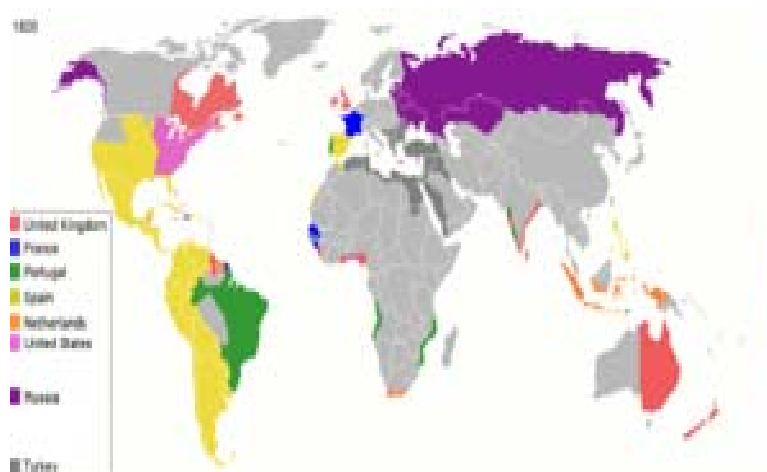 1800
United Kingdom
France
Portugal
Spain
Netherlands
United States
Russia
Turkey